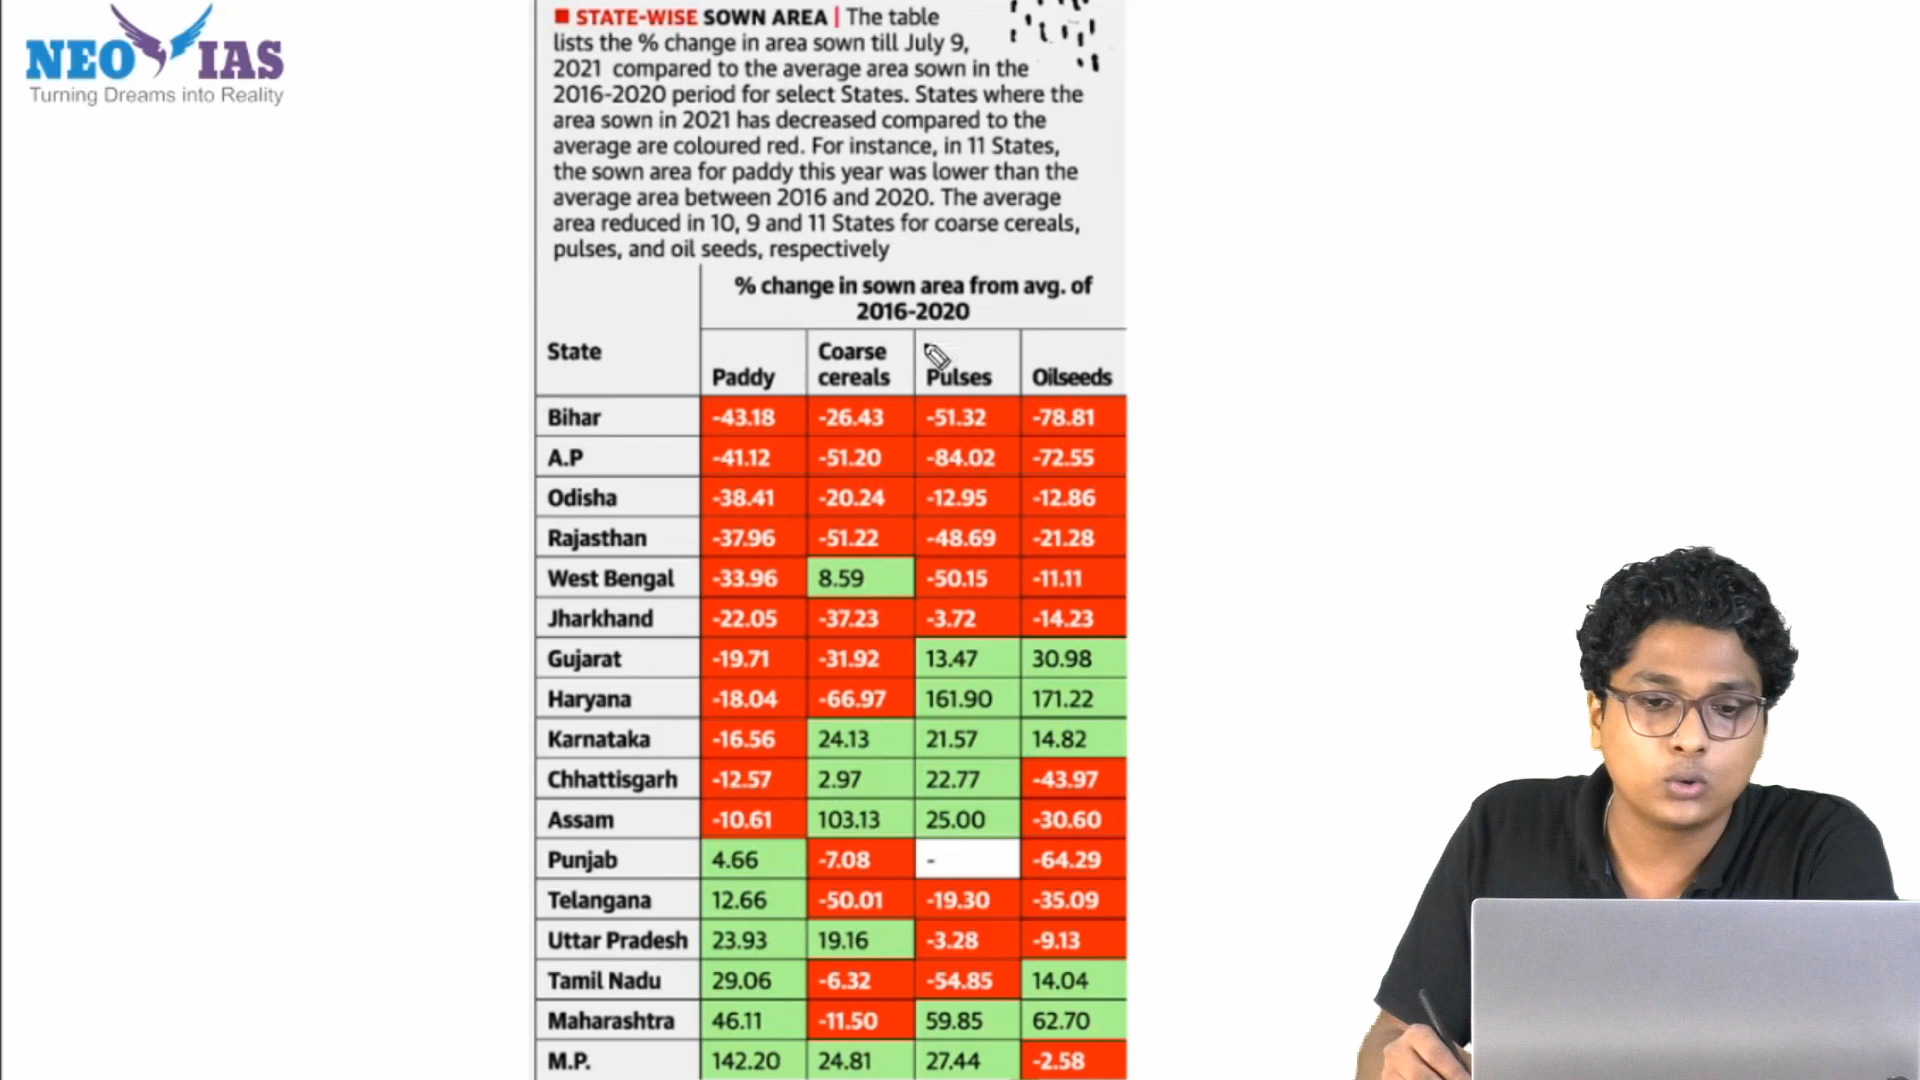 NEO IAS
Turning Dreams into Reality
STATE-WISE SOWN AREA | The table
lists the % change in area sown till July 9,
2021 compared to the average area sown in the
2016-2020 period for select States. States where the
area sown in 2021 has decreased compared to the
average are coloured red. For instance, in 11 States,
the sown area for paddy this year was lower than the
average area between 2016 and 2020. The average
area reduced in 10, 9 and 11 States for coarse cereals,
pulses, and oil seeds, respectively
% change in sown area from avg. of
2016-2020
State Paddy Coarse cereals Pulses Oilseeds
Bihar -43.18 -26.43 -51.32 -78.81
A.P -41.12 -51.20 -84.02 -72.55
Odisha -38.41 -20.24 -12.95 -12.86
Rajasthan -37.96 -51.22 -48.69 -21.28
West Bengal -33.96 8.59 -50.15 -11.11
Jharkhand -22.05 -37.23 -3.72 -14.23
Gujarat -19.71 -31.92 13.47 30.98
Haryana -18.04 -66.97 161.90 171.22
Karnataka -16.56 24.13 21.57 14.82
Chhattisgarh -12.57 2.97 22.77 -43.97
Assam -10.61 103.13 25.00 -30.60
Punjab 4.66 -7.08 - -64.29
Telangana 12.66 -50.01 -19.30 -35.09
Uttar Pradesh 23.93 19.16 -3.28 -9.13
Tamil Nadu 29.06 -6.32 -54.85 14.04
Maharashtra 46.11 -11.50 59.85 62.70
M.P. 142.20 24.81 27.44 -2.58